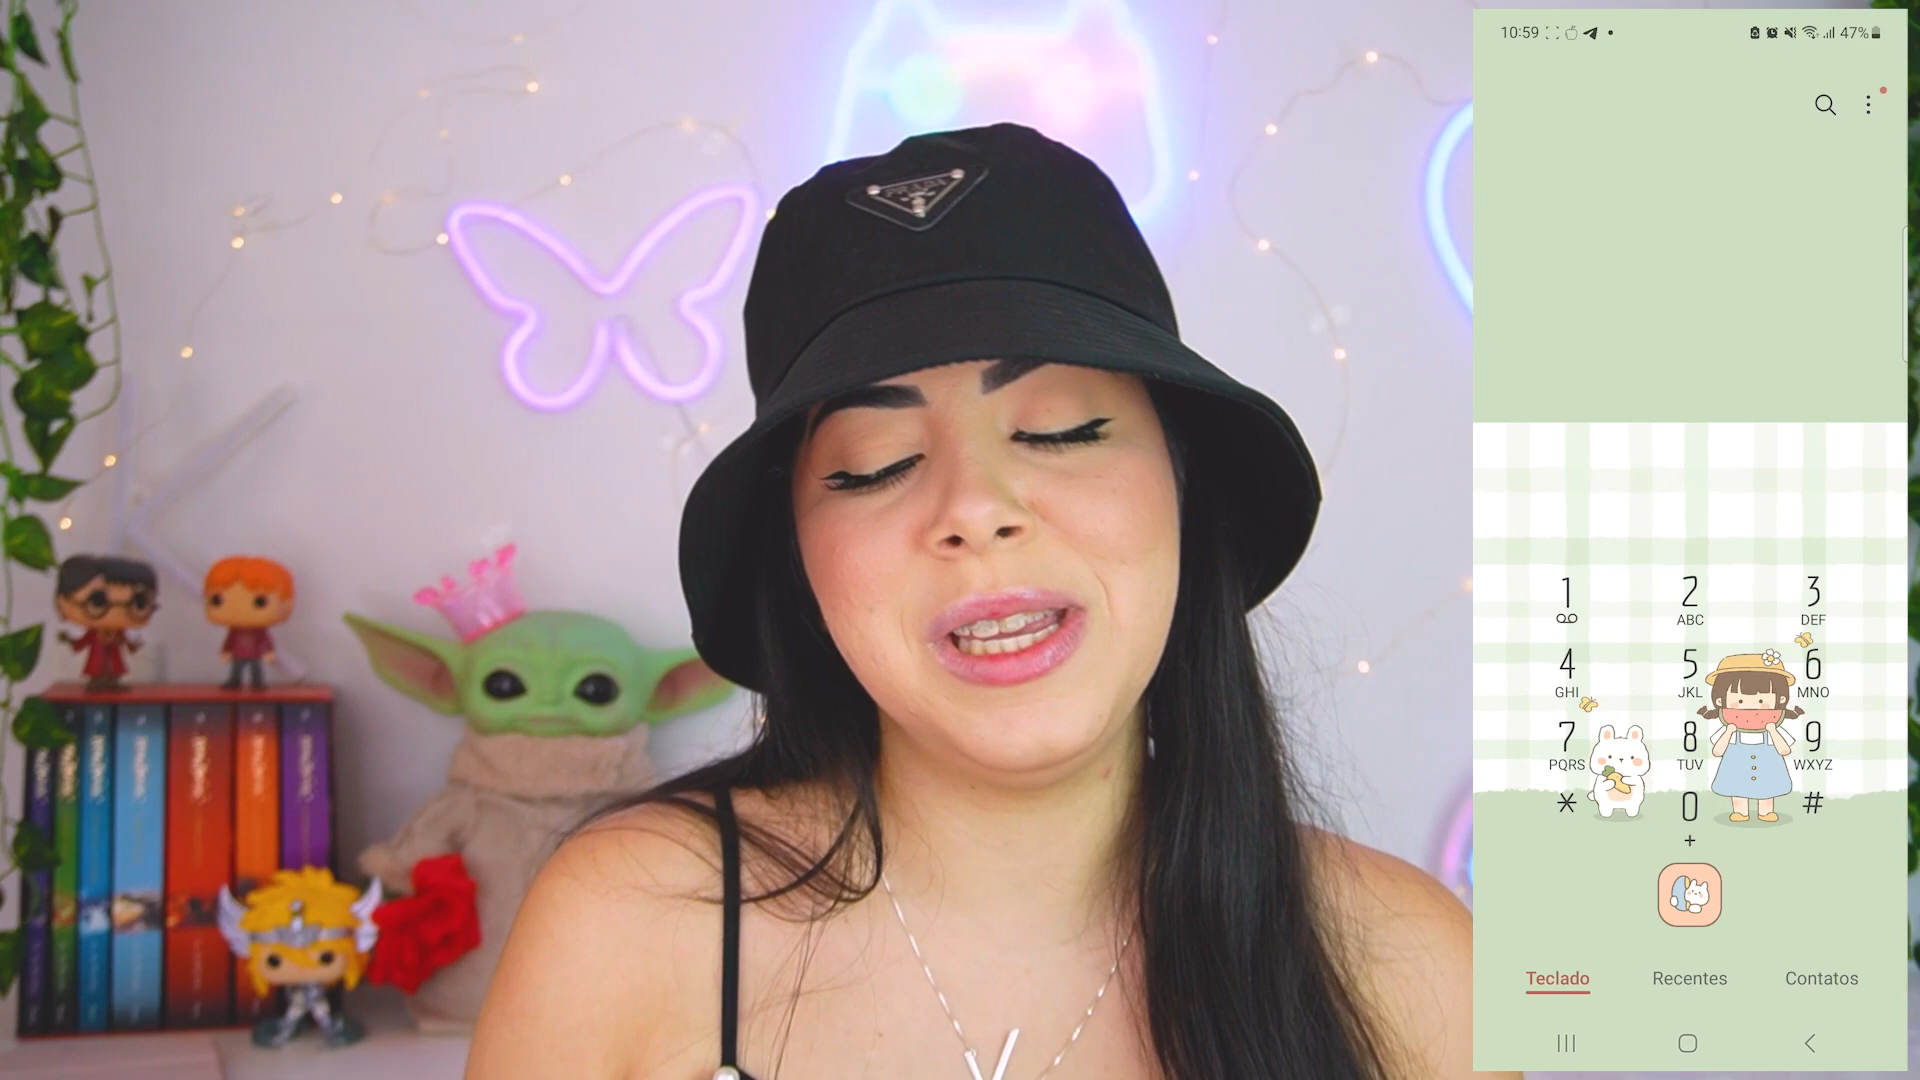 PRADA
10:59
47%
1
2
ABC
3
DEF
4
GHI
5
JKL
6
MNO
7
PQRS
8
TUV
9
WXYZ
*
0
+
#
Teclado
Recentes
Contatos